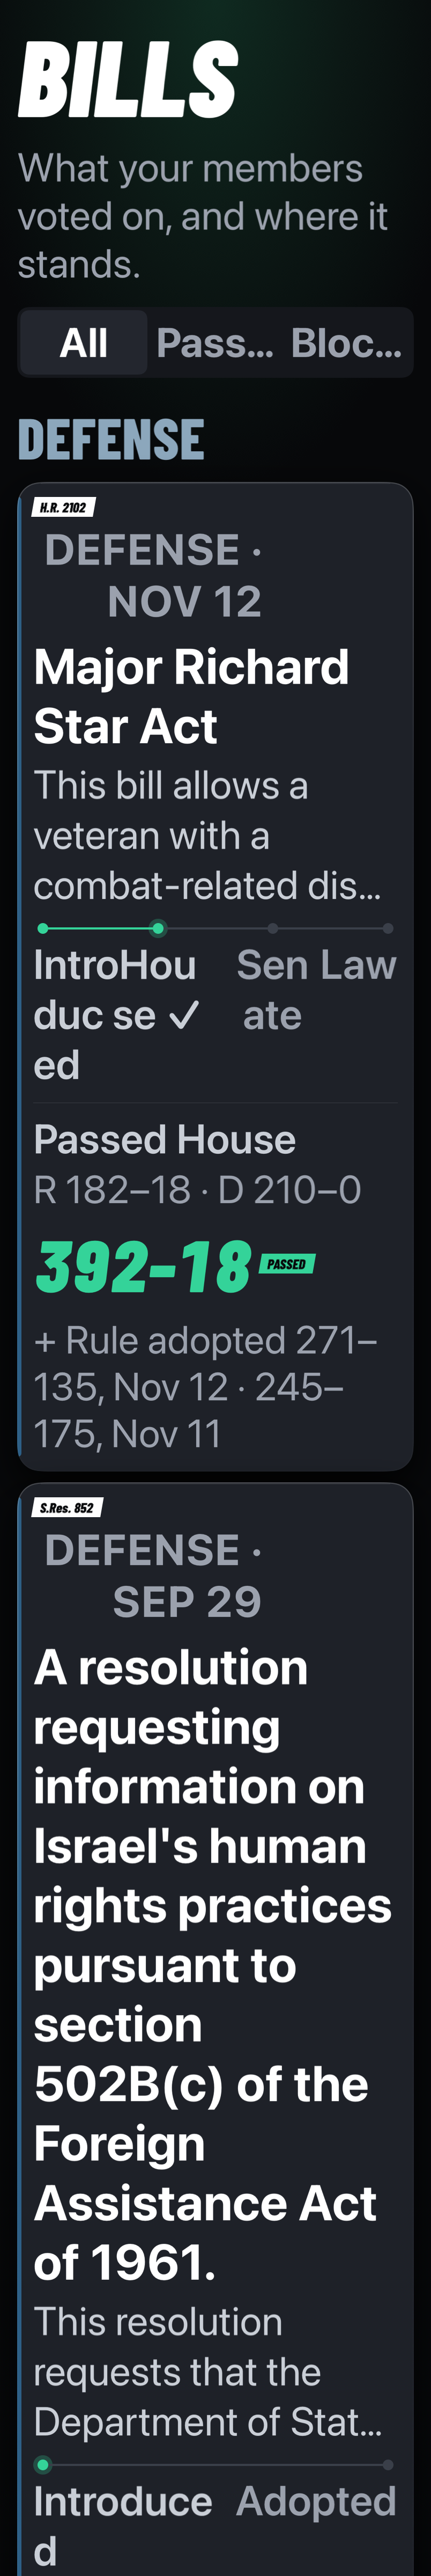 BILLS
What your members
voted on, and where it
stands.
All Pass... Bloc...
DEFENSE
H.R. 2102
DEFENSE ·
NOV 12
Major Richard
Star Act
This bill allows a
veteran with a
combat-related dis...
IntroHou Sen Law
duc se ✓ ate
ed
Passed House
R 182–18 · D 210–0
392–18 PASSED
+ Rule adopted 271–
135, Nov 12 · 245–
175, Nov 11
S.Res. 852
DEFENSE ·
SEP 29
A resolution
requesting
information on
Israel's human
rights practices
pursuant to
section
502B(c) of the
Foreign
Assistance Act
of 1961.
This resolution
requests that the
Department of Stat...
Introduce Adopted
d